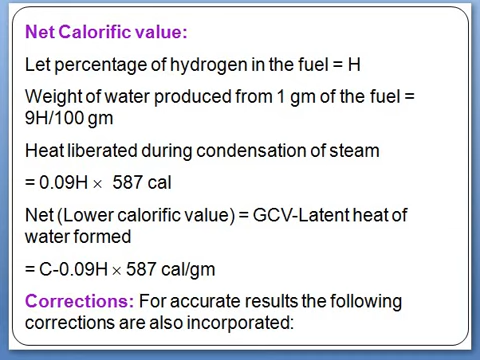 Net Calorific value:
Let percentage of hydrogen in the fuel = H
Weight of water produced from 1 gm of the fuel =
9H/100 gm
Heat liberated during condensation of steam
= 0.09H × 587 cal
Net (Lower calorific value) = GCV-Latent heat of
water formed
= C-0.09H × 587 cal/gm
Corrections: For accurate results the following
corrections are also incorporated: